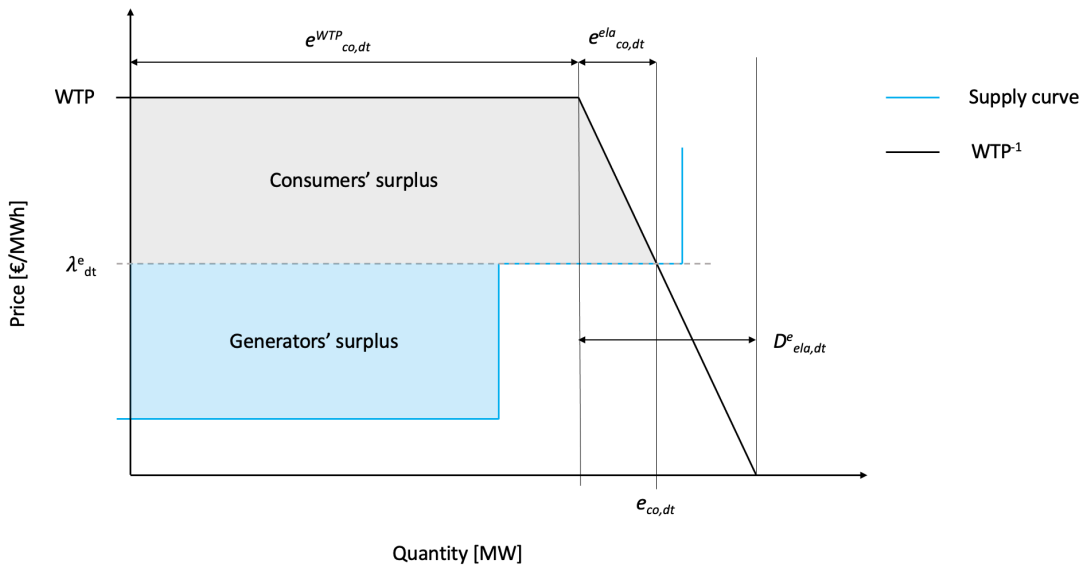 e^WTP_co,dt
e^ela_co,dt
WTP
Supply curve
WTP-1
Consumers’ surplus
Price [€/MWh]
λ^e_dt
Generators’ surplus
D^e_ela,dt
e_co,dt
Quantity [MW]